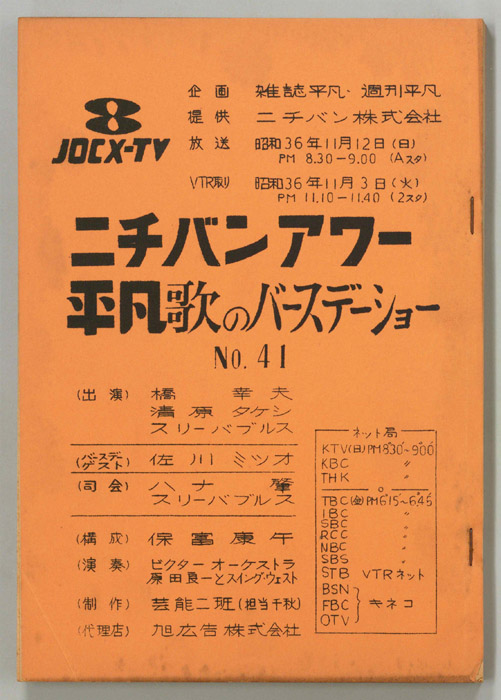 8
JOCX-TV
企画 雑誌平凡・週刊平凡
提供 ニチバン株式会社
放送 昭和36年11月12日(日)
PM 8.30-9.00 (Aスタ)
VTR取り 昭和36年11月3日(火)
PM 11.10-11.40 (2スタ)
ニチバンアワー
平凡歌のバースデーショー
No.41
(出演) 橋幸夫
清原タケシ
スリーバブルス
(バースデーゲスト) 佐川ミツオ
(司会) ハナ肇
スリーバブルス
(構成) 保富康午
(演奏) ビクターオーケストラ
原田良一とスイング・ウェスト
(制作) 芸能二班(担当千秋)
(代理店) 旭広告株式会社
ネット局
KTV(日)PM8:30~9:00
KBC 〃
THK 〃
TBC(金)PM6:15~6:45
IBC 〃
SBC 〃
RCC 〃
NBC 〃
SBS 〃
STB VTRネット
BSN
FBC キネコ
OTV